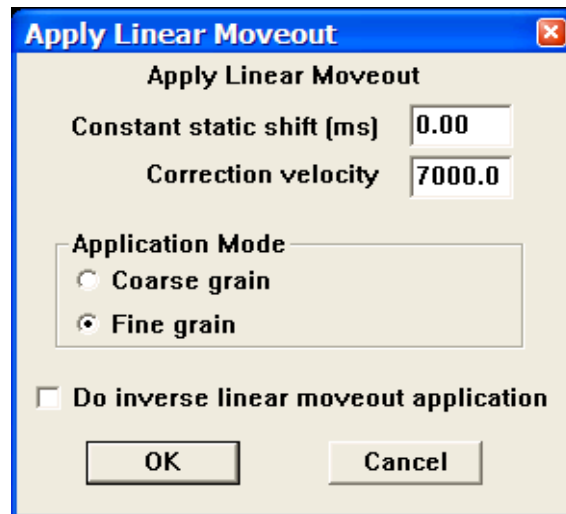 Apply Linear Moveout
Apply Linear Moveout
Constant static shift (ms) 0.00
Correction velocity 7000.0
Application Mode
Coarse grain
Fine grain
Do inverse linear moveout application
OK Cancel